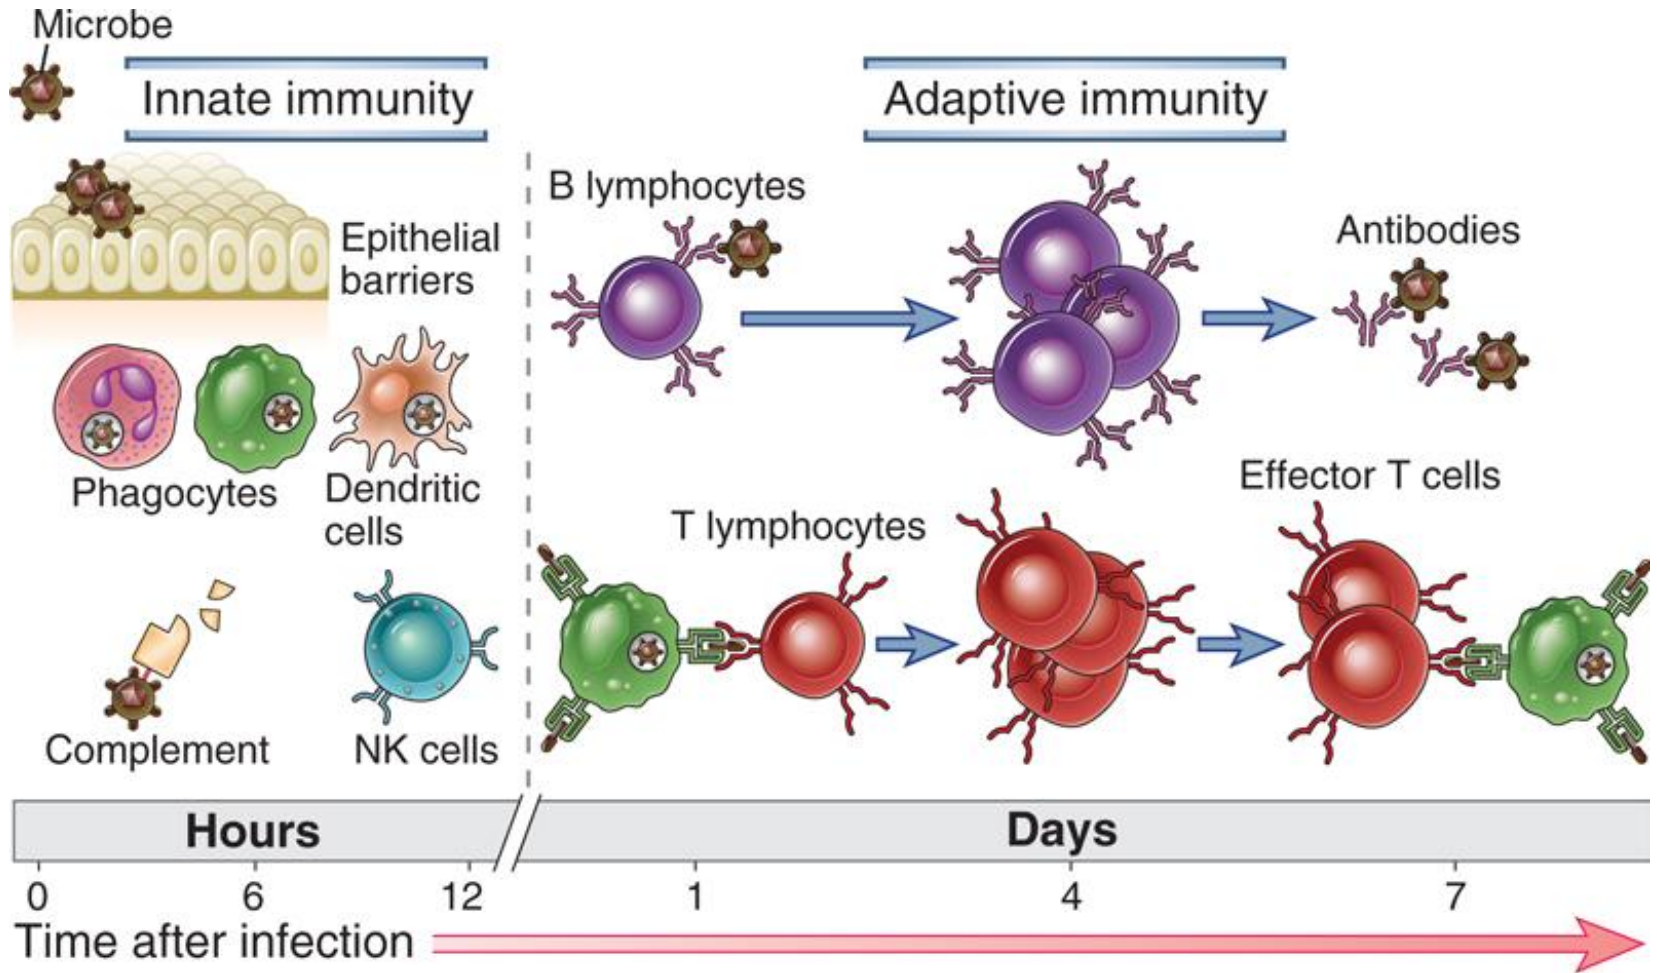 Microbe
Innate immunity
Adaptive immunity
Epithelial
barriers
B lymphocytes
Antibodies
Phagocytes
Dendritic
cells
T lymphocytes
Effector T cells
Complement
NK cells
Hours
Days
0 6 12 1 4 7
Time after infection